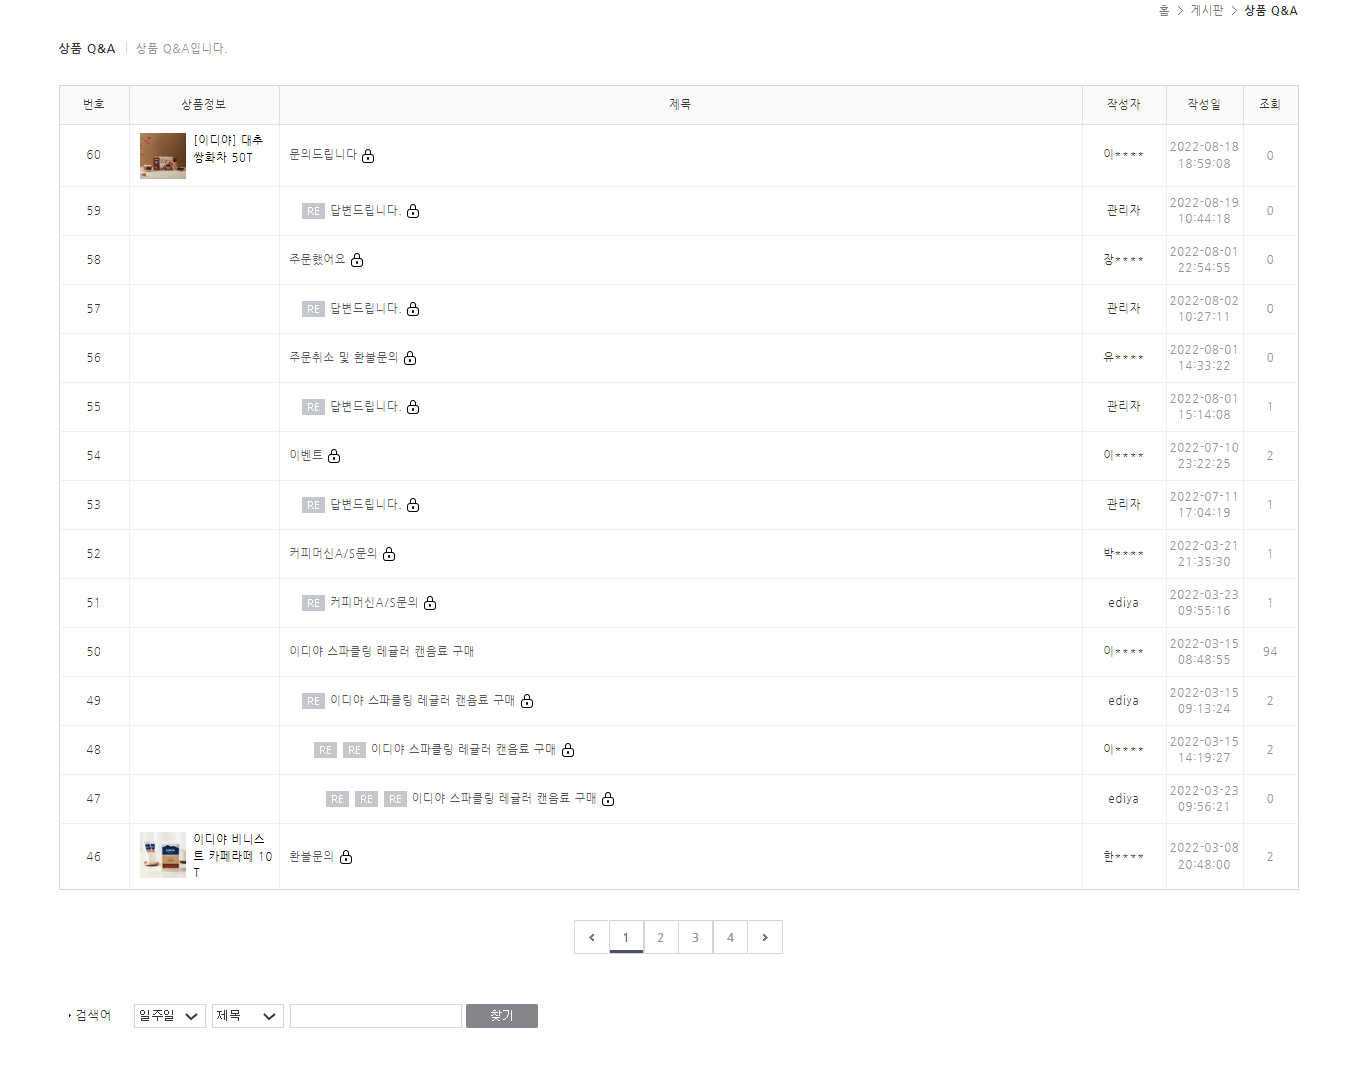 홈 > 게시판 > 상품 Q&A
상품 Q&A | 상품 Q&A입니다.
번호 상품정보 제목 작성자 작성일 조회
60 [이디야] 대추 쌍화차 50T 문의드립니다 이**** 2022-08-18 18:59:08 0
59 RE 답변드립니다. 관리자 2022-08-19 10:44:18 0
58 주문했어요 장**** 2022-08-01 22:54:55 0
57 RE 답변드립니다. 관리자 2022-08-02 10:27:11 0
56 주문취소 및 환불문의 유**** 2022-08-01 14:33:22 0
55 RE 답변드립니다. 관리자 2022-08-01 15:14:08 1
54 이벤트 이**** 2022-07-10 23:22:25 2
53 RE 답변드립니다. 관리자 2022-07-11 17:04:19 1
52 커피머신A/S문의 박**** 2022-03-21 21:35:30 1
51 RE 커피머신A/S문의 ediya 2022-03-23 09:55:16 1
50 이디야 스파클링 레귤러 캔음료 구매 이**** 2022-03-15 08:48:55 94
49 RE 이디야 스파클링 레귤러 캔음료 구매 ediya 2022-03-15 09:13:24 2
48 RE RE 이디야 스파클링 레귤러 캔음료 구매 이**** 2022-03-15 14:19:27 2
47 RE RE RE 이디야 스파클링 레귤러 캔음료 구매 ediya 2022-03-23 09:56:21 0
46 이디야 비니스트 카페라떼 10T 환불문의 한**** 2022-03-08 20:48:00 2
1 2 3 4
검색어 일주일 제목 찾기